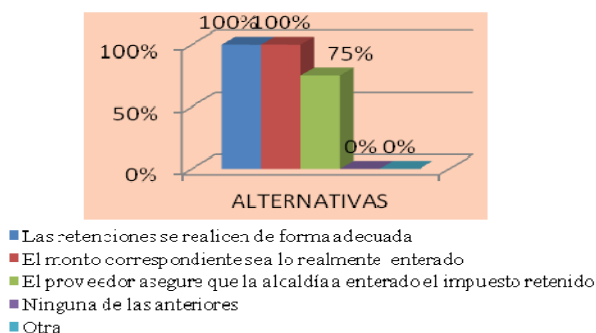 100% 100%
100%
75%
50%
0% 0%
0%
ALTERNATIVAS
Las retenciones se realicen de forma adecuada
El monto correspondiente sea lo realmente enterado
El proveedor asegure que la alcaldía a enterado el impuesto retenido
Ninguna de las anteriores
Otra